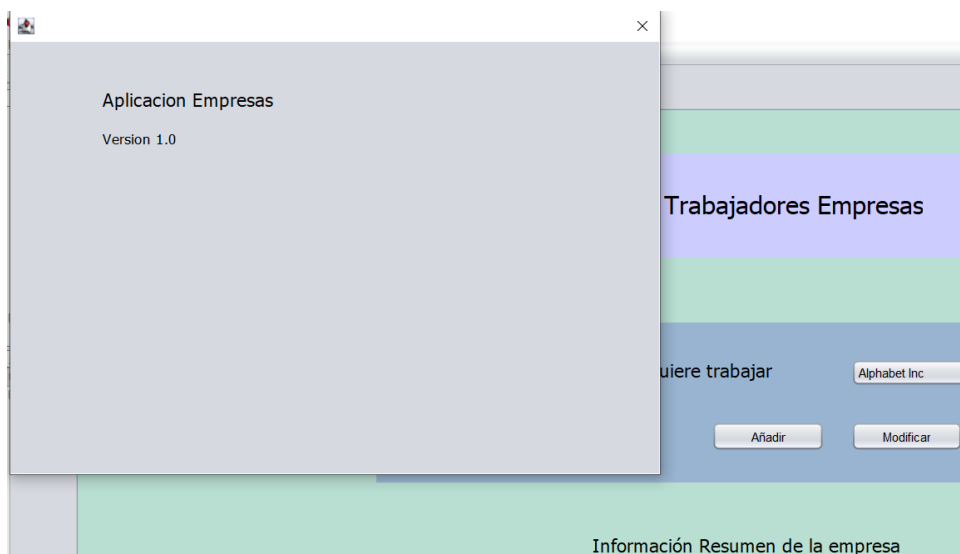 Aplicacion Empresas
Version 1.0
Trabajadores Empresas
uiere trabajar
Alphabet Inc
Añadir
Modificar
Información Resumen de la empresa